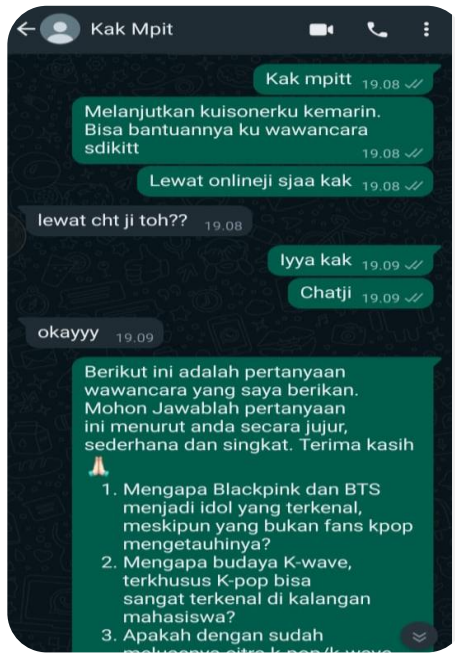 Kak Mpit
Kak mpitt 19.08
Melanjutkan kuisonerku kemarin.
Bisa bantuannya ku wawancara
sdikitt
19.08
Lewat onlineji sjaa kak 19.08
lewat cht ji toh?? 19.08
Iyya kak 19.09
Chatji 19.09
okayyy 19.09
Berikut ini adalah pertanyaan
wawancara yang saya berikan.
Mohon Jawablah pertanyaan
ini menurut anda secara jujur,
sederhana dan singkat. Terima kasih
🙏🏻
1. Mengapa Blackpink dan BTS
menjadi idol yang terkenal,
meskipun yang bukan fans kpop
mengetauhinya?
2. Mengapa budaya K-wave,
terkhusus K-pop bisa
sangat terkenal di kalangan
mahasiswa?
3. Apakah dengan sudah